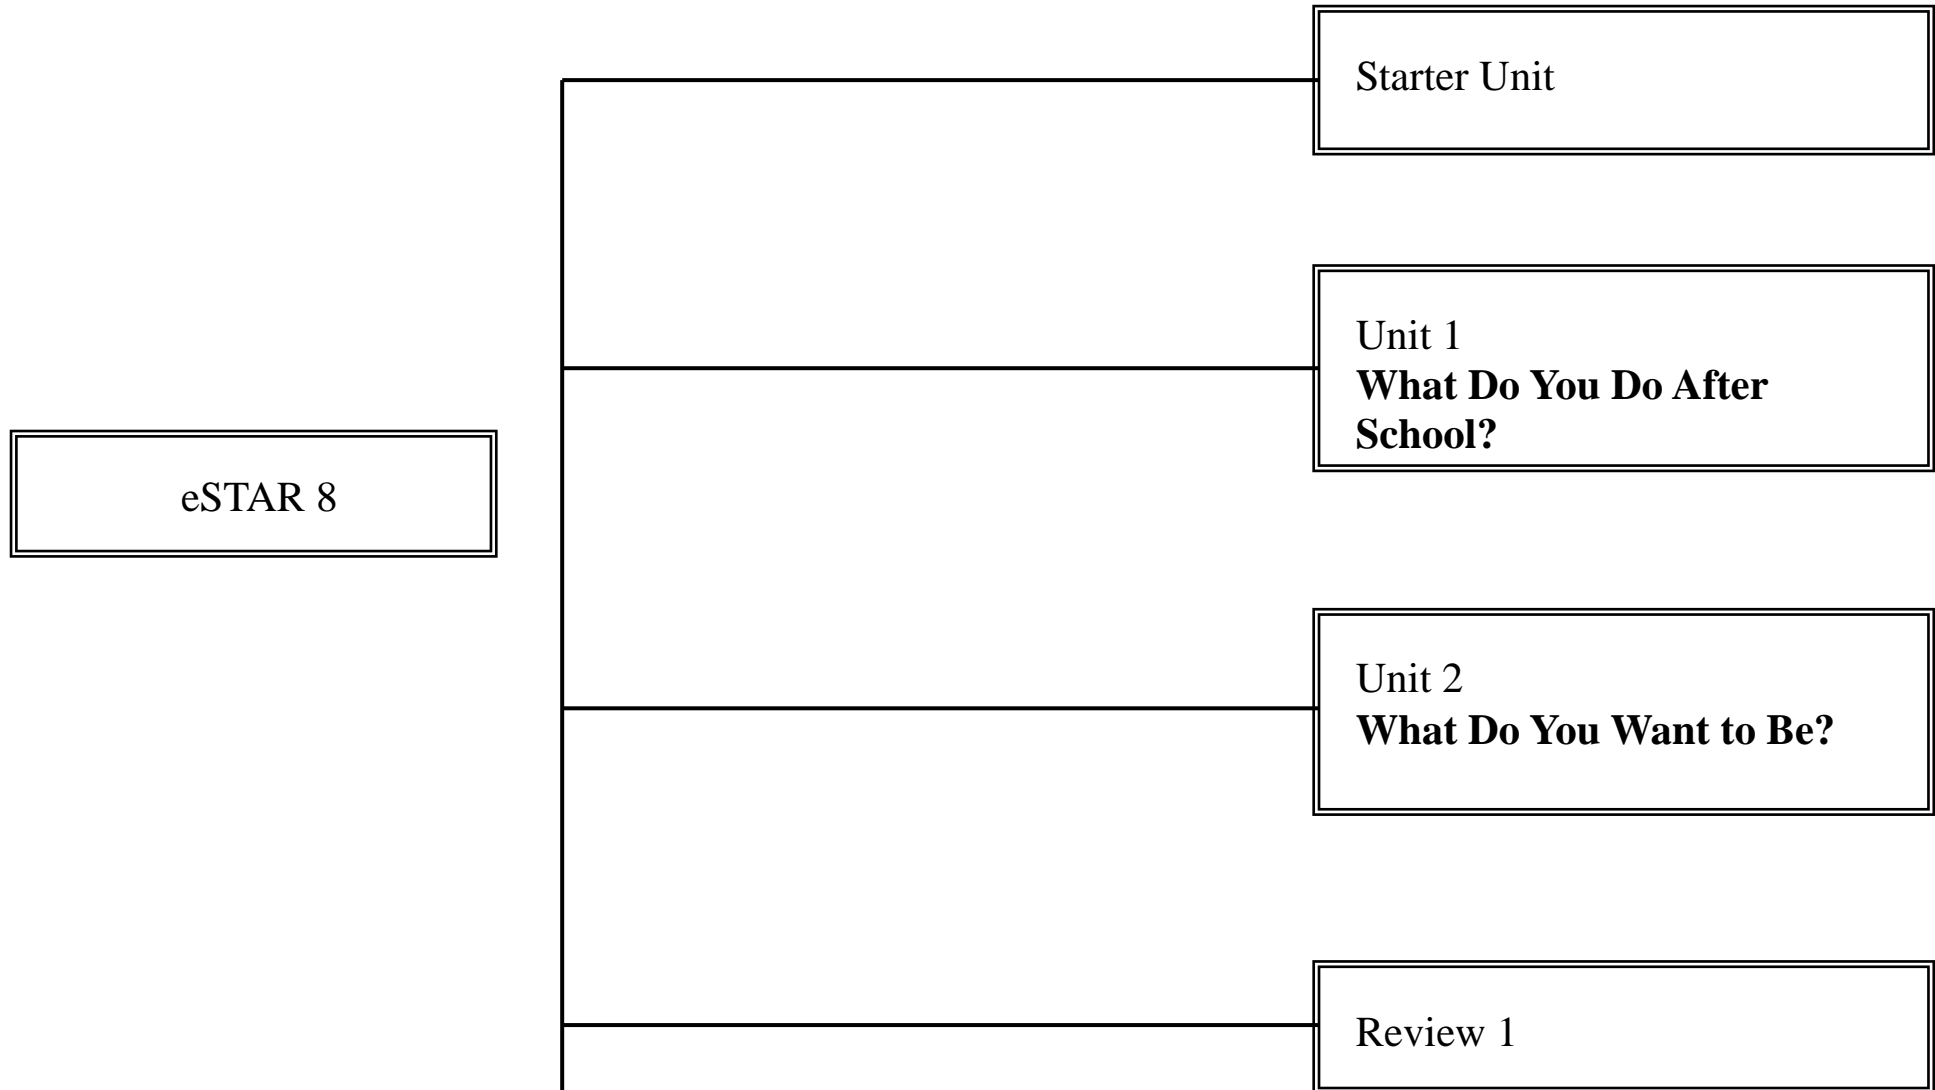 Starter Unit
Unit 1
What Do You Do After
School?
eSTAR 8
Unit 2
What Do You Want to Be?
Review 1